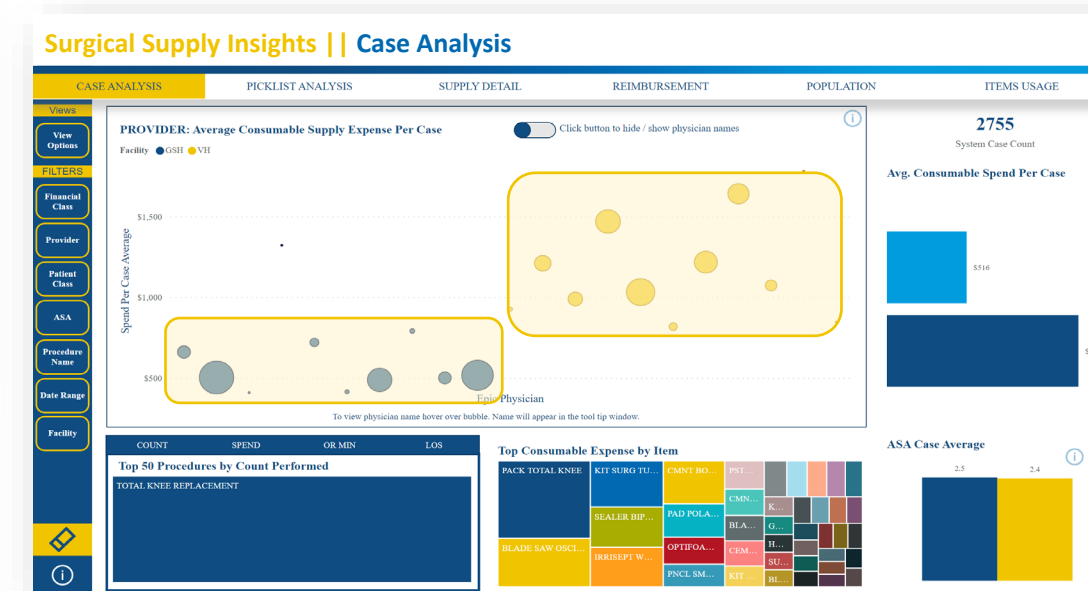 Surgical Supply Insights || Case Analysis
CASE ANALYSIS
PICKLIST ANALYSIS
SUPPLY DETAIL
REIMBURSEMENT
POPULATION
ITEMS USAGE
Views
View
Options
FILTERS
Financial
Class
Provider
Patient
Class
ASA
Procedure
Name
Date Range
Facility
PROVIDER: Average Consumable Supply Expense Per Case
Click button to hide / show physician names
Facility GSH VH
Spend Per Case Average
$1,500
$1,000
$500
Epic Physician
To view physician name hover over bubble. Name will appear in the tool tip window.
2755
System Case Count
Avg. Consumable Spend Per Case
$516
COUNT
SPEND
OR MIN
LOS
Top 50 Procedures by Count Performed
TOTAL KNEE REPLACEMENT
Top Consumable Expense by Item
PACK TOTAL KNEE
BLADE SAW OSCI...
KIT SURG TU...
SEALER BIP...
IRRISEPT W...
CMNT BO...
PAD POLA...
OPTIFOA...
PNCL SM...
PST...
CMN...
BLA...
CEM...
KIT ...
K...
G...
H...
SU...
BL...
ASA Case Average
2.5
2.4